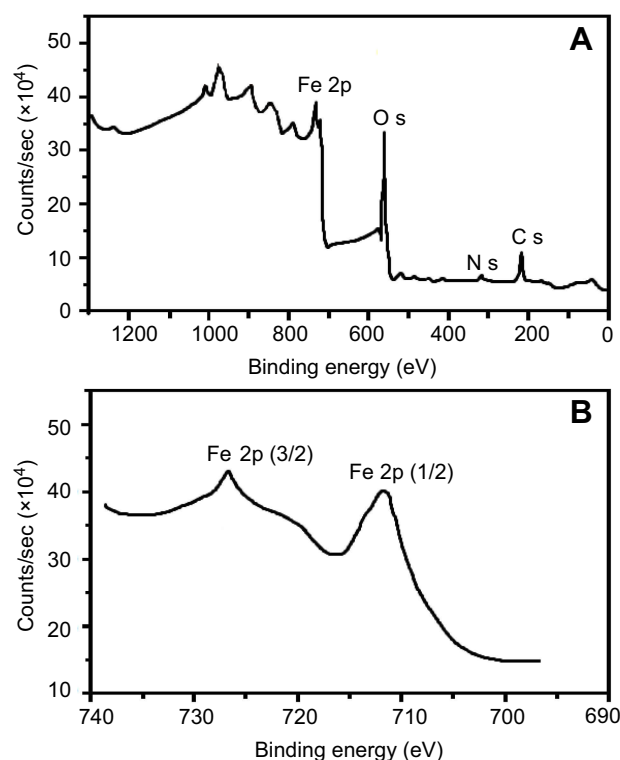 A
50
40
30
20
10
0
Counts/sec (×10⁴)
Fe 2p
O s
N s
C s
1200 1000 800 600 400 200 0
Binding energy (eV)
B
50
40
30
20
10
Counts/sec (×10⁴)
Fe 2p (3/2)
Fe 2p (1/2)
740 730 720 710 700 690
Binding energy (eV)